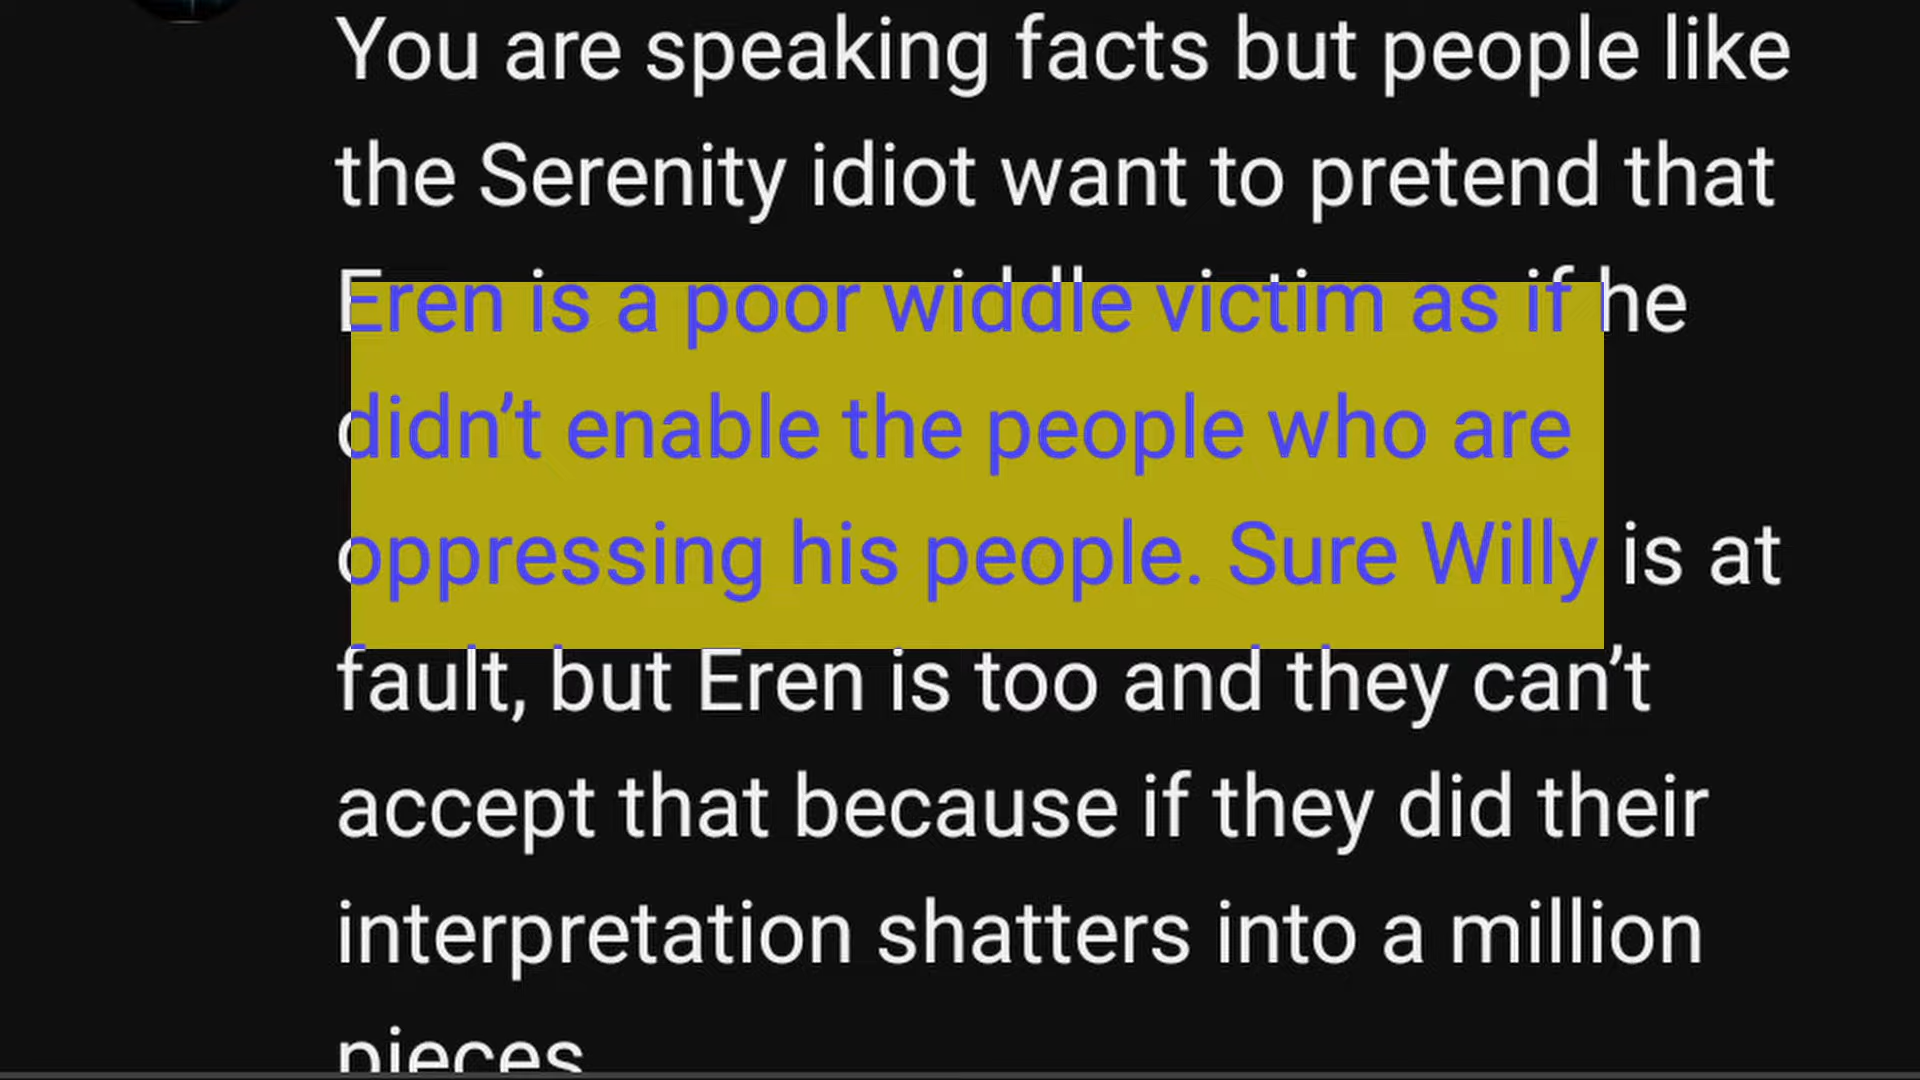 You are speaking facts but people like
the Serenity idiot want to pretend that
Eren is a poor widdle victim as if he
didn’t enable the people who are
oppressing his people. Sure Willy is at
fault, but Eren is too and they can’t
accept that because if they did their
interpretation shatters into a million
pieces